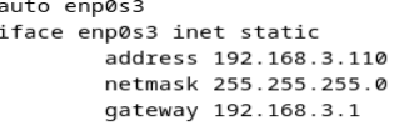 auto enp0s3
iface enp0s3 inet static
address 192.168.3.110
netmask 255.255.255.0
gateway 192.168.3.1